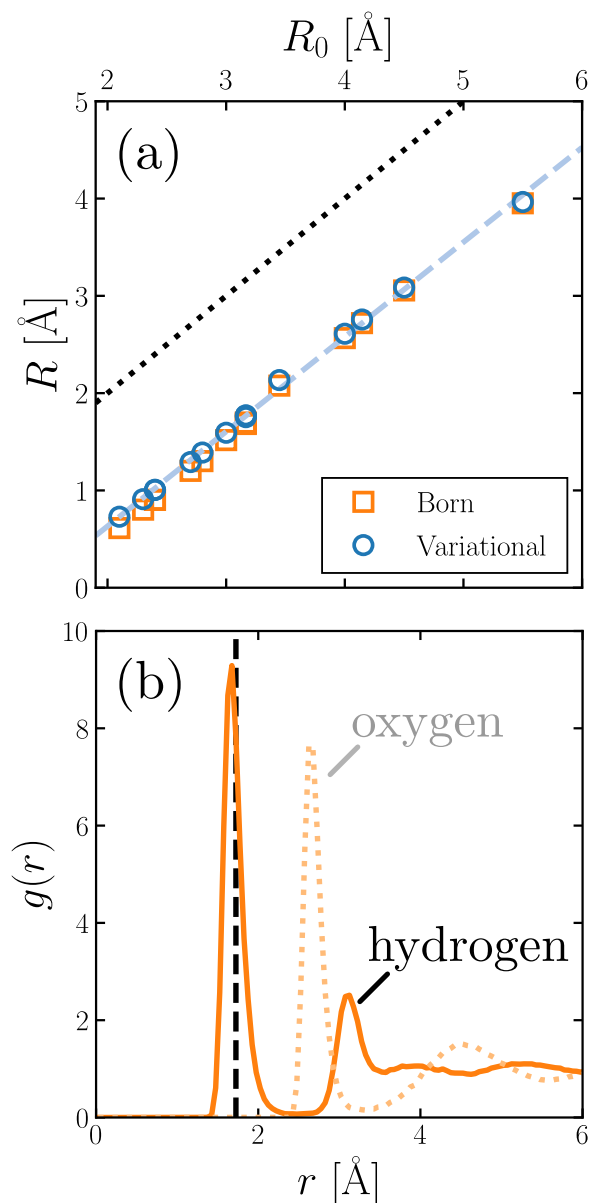 R₀ [Å]
2 3 4 5 6
(a)
5
4
3
2
1
0
R [Å]
Born
Variational
10
8
6
4
2
0
(b)
oxygen
hydrogen
g(r)
0 2 4 6
r [Å]